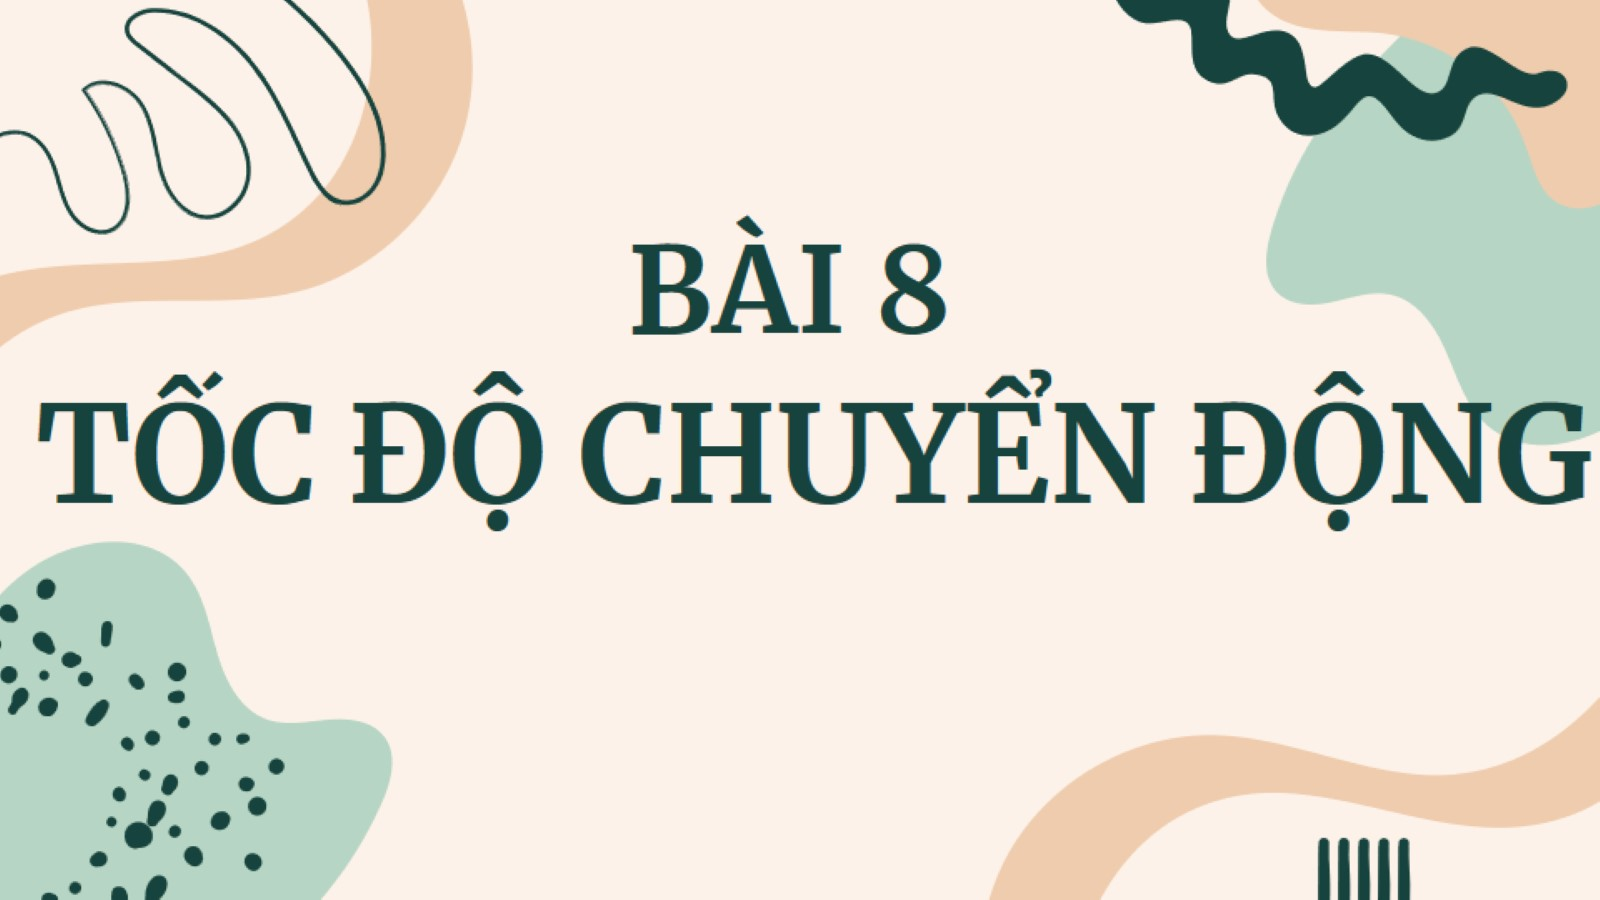 BÀI 8
TỐC ĐỘ CHUYỂN ĐỘNG